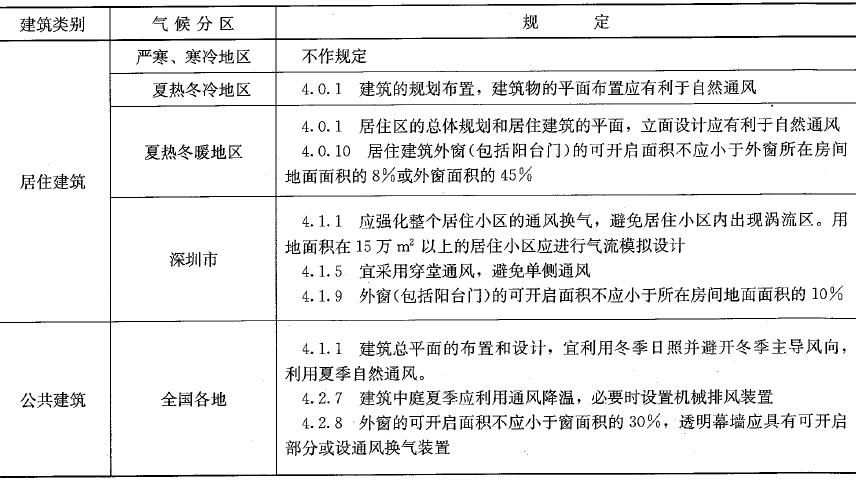 建筑类别 气候分区 规 定
严寒、寒冷地区 不作规定
夏热冬冷地区 4.0.1 建筑的规划布置，建筑物的平面布置应有利于自然通风
居住建筑
夏热冬暖地区
4.0.1 居住区的总体规划和居住建筑的平面，立面设计应有利于自然通风
4.0.10 居住建筑外窗(包括阳台门)的可开启面积不应小于外窗所在房间
地面面积的8%或外窗面积的45%
深圳市
4.1.1 应强化整个居住小区的通风换气，避免居住小区内出现涡流区。用
地面积在15万m²以上的居住小区应进行气流模拟设计
4.1.5 宜采用穿堂通风，避免单侧通风
4.1.9 外窗(包括阳台门)的可开启面积不应小于所在房间地面面积的10%
公共建筑
全国各地
4.1.1 建筑总平面的布置和设计，宜利用冬季日照并避开冬季主导风向，
利用夏季自然通风。
4.2.7 建筑中庭夏季应利用通风降温，必要时设置机械排风装置
4.2.8 外窗的可开启面积不应小于窗面积的30%，透明幕墙应具有可开启
部分或设通风换气装置